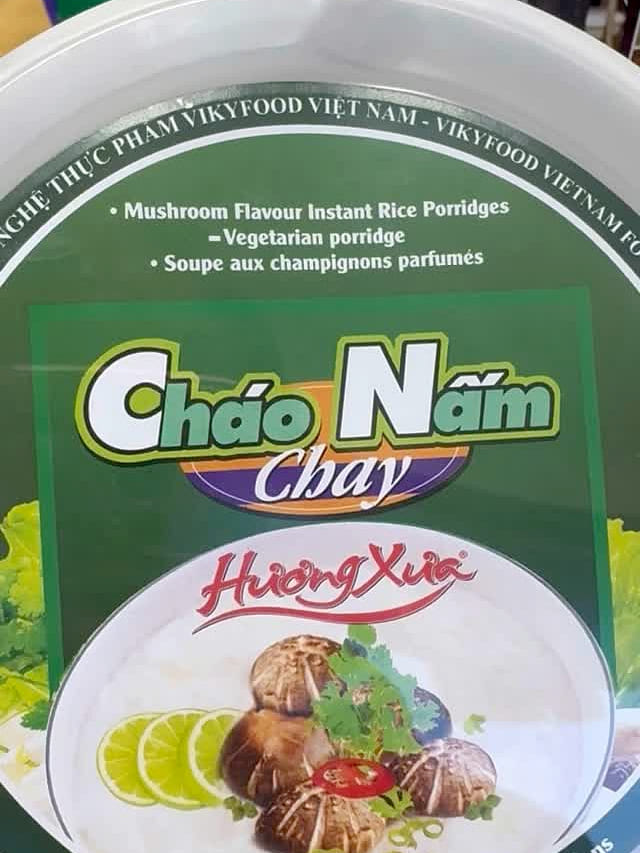 NGHỆ THỰC PHẨM VIKYFOOD VIỆT NAM - VIKYFOOD VIETNAM
• Mushroom Flavour Instant Rice Porridges
- Vegetarian porridge
• Soupe aux champignons parfumés
Cháo Nấm
Chay
Hương Xưa®